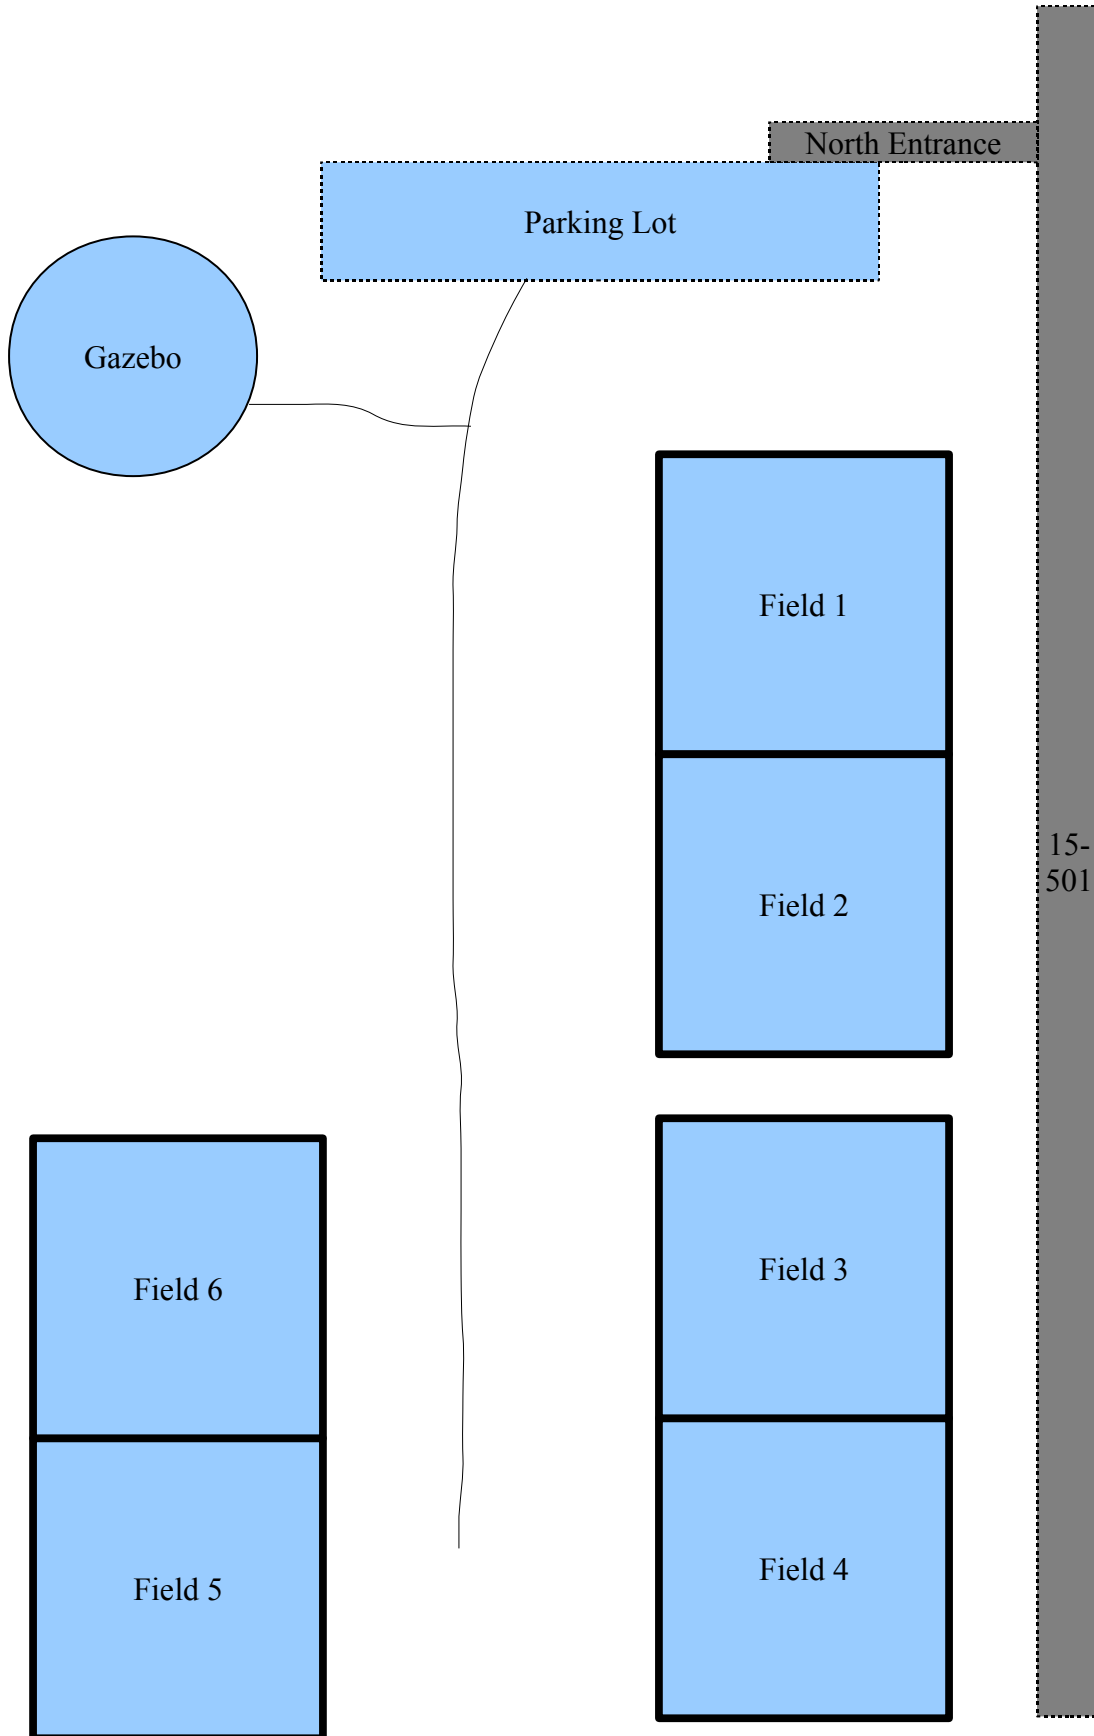 North Entrance
Parking Lot
Gazebo
Field 1
15-
501
Field 2
Field 3
Field 6
Field 4
Field 5